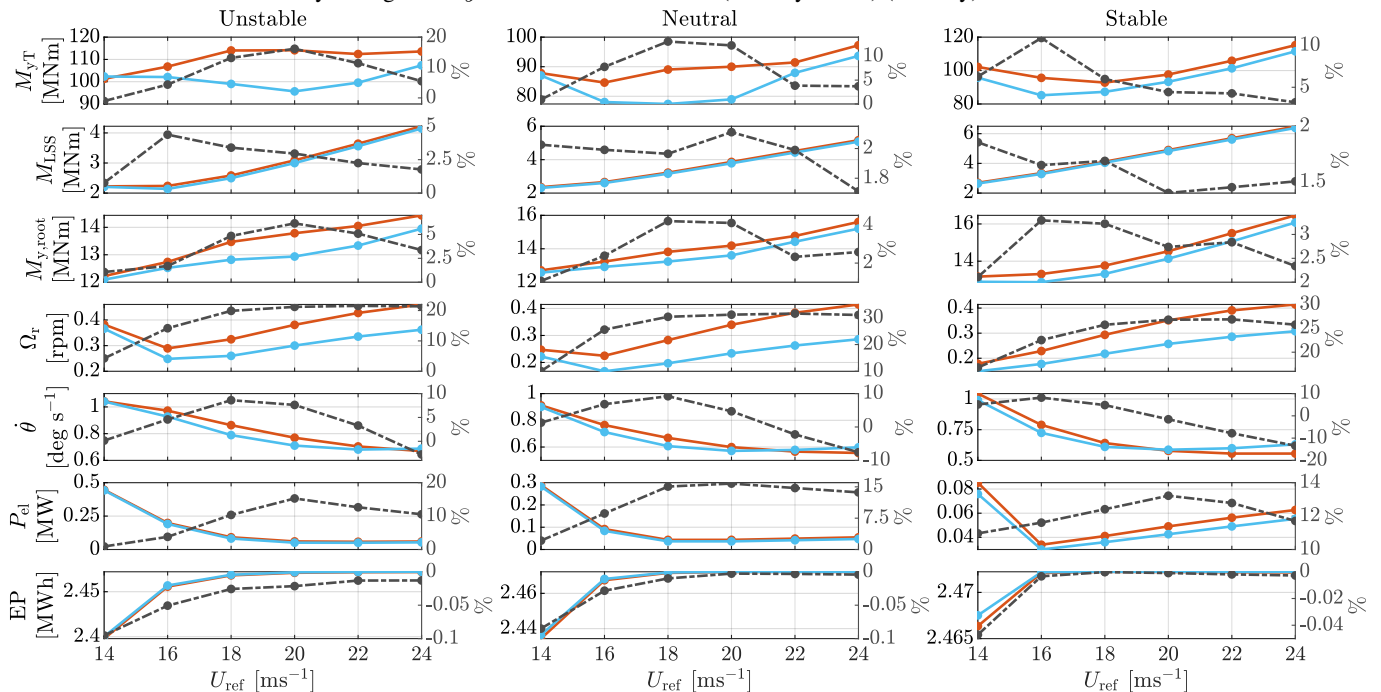 Unstable Neutral Stable
M_yT [MNm] 120 110 100 90 20 10 0 % 100 90 80 10 5 0 % 120 100 80 10 5 %
M_LSS [MNm] 4 3 2 5 2.5 0 % 6 4 2 2 1.8 % 6 4 2 2 1.5 %
M_y,root [MNm] 14 13 12 5 2.5 0 % 16 14 12 4 2 % 16 14 3 2.5 2 %
Ω_r [rpm] 0.4 0.3 0.2 20 10 0 % 0.4 0.3 0.2 30 20 10 % 0.4 0.3 0.2 30 25 20 %
θ̇ [deg s⁻¹] 1 0.8 0.6 10 5 0 % 1 0.8 0.6 10 0 -10 % 1 0.75 0.5 10 0 -10 -20 %
P_el [MW] 0.5 0.25 0 20 10 0 % 0.3 0.2 0.1 0 15 7.5 0 % 0.08 0.06 0.04 14 12 10 %
EP [MWh] 2.45 2.4 0 -0.05 -0.1 % 2.46 2.44 0 -0.05 -0.1 % 2.47 2.465 0 -0.02 -0.04 %
14 16 18 20 22 24 14 16 18 20 22 24 14 16 18 20 22 24
U_ref [ms⁻¹] U_ref [ms⁻¹] U_ref [ms⁻¹]